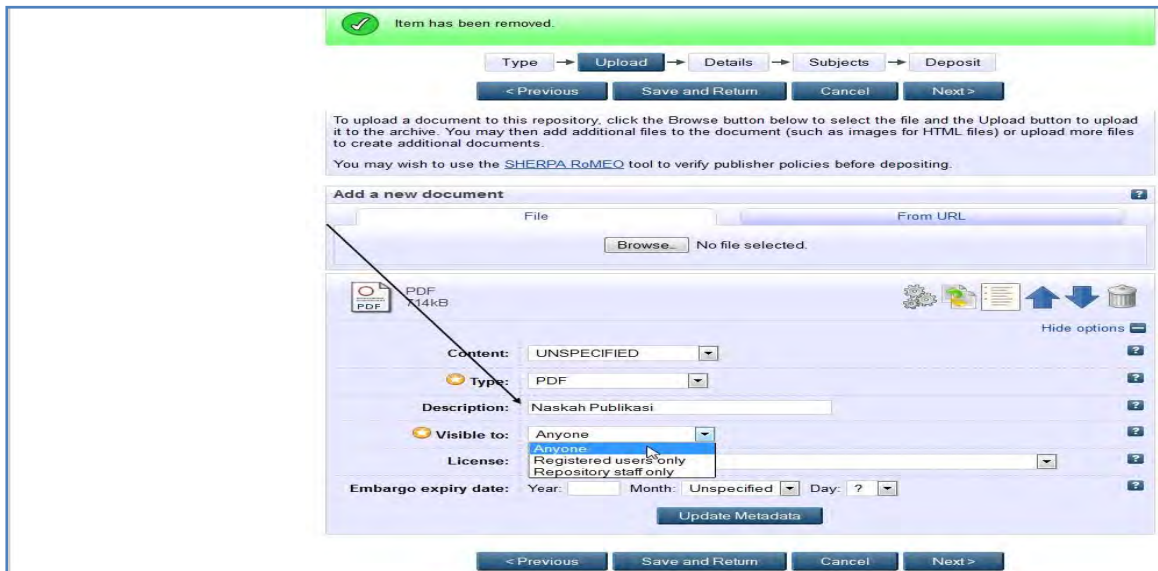 Item has been removed.
Type Upload Details Subjects Deposit
< Previous Save and Return Cancel Next >
To upload a document to this repository, click the Browse button below to select the file and the Upload button to upload
it to the archive. You may then add additional files to the document (such as images for HTML files) or upload more files
to create additional documents.
You may wish to use the SHERPA RoMEO tool to verify publisher policies before depositing.
Add a new document ?
File From URL
Browse... No file selected.
PDF PDF
714kB
Hide options
Content: UNSPECIFIED ?
Type: PDF ?
Description: Naskah Publikasi ?
Visible to: Anyone ?
Anyone
Registered users only
License: ?
Repository staff only
Embargo expiry date: Year: Month: Unspecified Day: ? ?
Update Metadata
< Previous Save and Return Cancel Next >